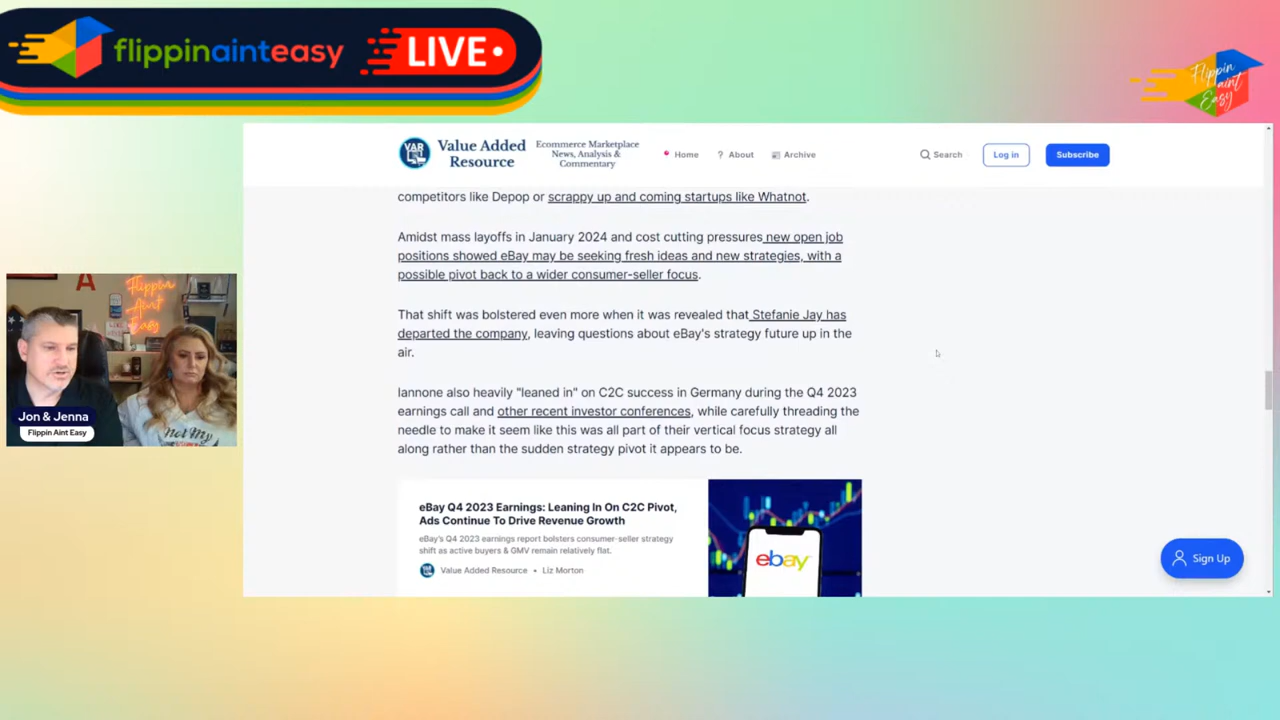 flippinainteasy LIVE
Flippin
aint
Easy
VAR
Value Added
Resource
Ecommerce Marketplace
News, Analysis &
Commentary
Home
? About
Archive
Search
Log in
Subscribe
competitors like Depop or scrappy up and coming startups like Whatnot.
Amidst mass layoffs in January 2024 and cost cutting pressures new open job
positions showed eBay may be seeking fresh ideas and new strategies, with a
possible pivot back to a wider consumer-seller focus.
That shift was bolstered even more when it was revealed that Stefanie Jay has
departed the company, leaving questions about eBay's strategy future up in the
air.
Iannone also heavily "leaned in" on C2C success in Germany during the Q4 2023
earnings call and other recent investor conferences, while carefully threading the
needle to make it seem like this was all part of their vertical focus strategy all
along rather than the sudden strategy pivot it appears to be.
eBay Q4 2023 Earnings: Leaning In On C2C Pivot,
Ads Continue To Drive Revenue Growth
eBay's Q4 2023 earnings report bolsters consumer-seller strategy
shift as active buyers & GMV remain relatively flat.
Value Added Resource • Liz Morton
ebay
Sign Up
A
Flippin
Aint
Easy
Not My
Jon & Jenna
Flippin Aint Easy